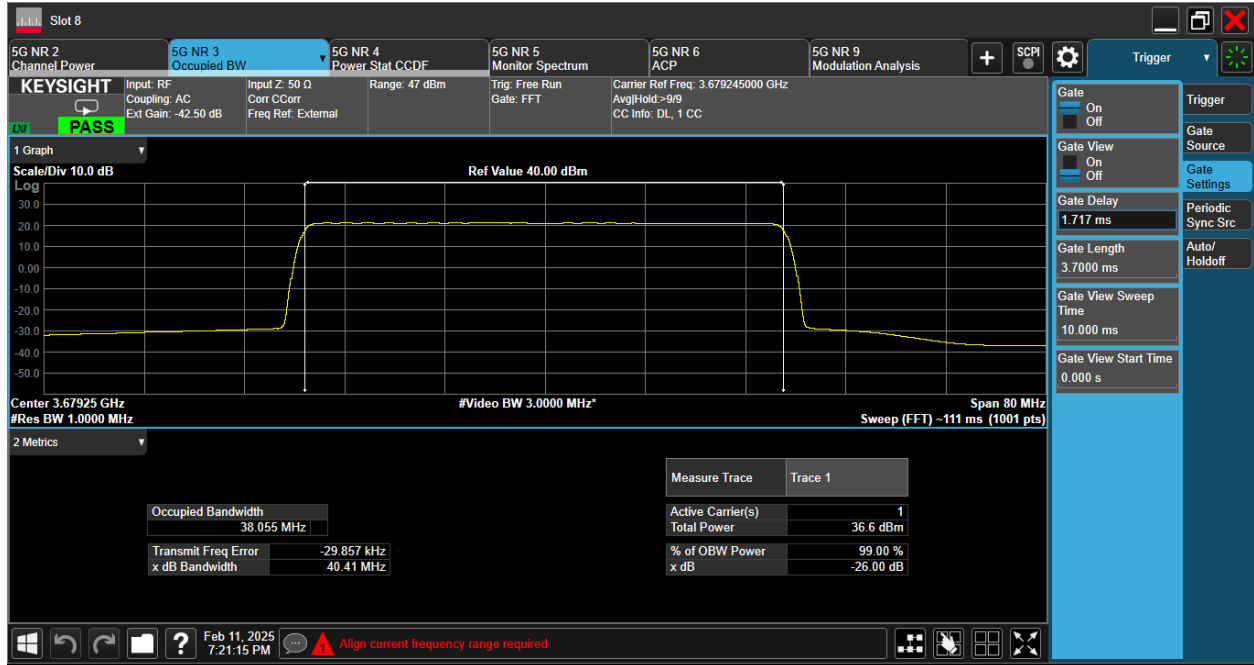 Slot 8
5G NR 2
Channel Power
5G NR 3
Occupied BW
5G NR 4
Power Stat CCDF
5G NR 5
Monitor Spectrum
5G NR 6
ACP
5G NR 9
Modulation Analysis
+
SCPI
Trigger
KEYSIGHT
LXI
PASS
Input: RF
Coupling: AC
Ext Gain: -42.50 dB
Input Z: 50 Ω
Corr CCorr
Freq Ref: External
Range: 47 dBm
Trig: Free Run
Gate: FFT
Carrier Ref Freq: 3.679245000 GHz
Avg|Hold:>9/9
CC Info: DL, 1 CC
1 Graph
Scale/Div 10.0 dB
Ref Value 40.00 dBm
Log
30.0
20.0
10.0
0.00
-10.0
-20.0
-30.0
-40.0
-50.0
Center 3.67925 GHz
#Video BW 3.0000 MHz*
Span 80 MHz
#Res BW 1.0000 MHz
Sweep (FFT) ~111 ms (1001 pts)
2 Metrics
Measure Trace Trace 1
Occupied Bandwidth
38.055 MHz
Active Carrier(s) 1
Total Power 36.6 dBm
Transmit Freq Error -29.857 kHz
x dB Bandwidth 40.41 MHz
% of OBW Power 99.00 %
x dB -26.00 dB
Gate
On
Off
Gate View
On
Off
Gate Delay
1.717 ms
Gate Length
3.7000 ms
Gate View Sweep
Time
10.000 ms
Gate View Start Time
0.000 s
Trigger
Gate
Source
Gate
Settings
Periodic
Sync Src
Auto/
Holdoff
?
Feb 11, 2025
7:21:15 PM
1
Align current frequency range required